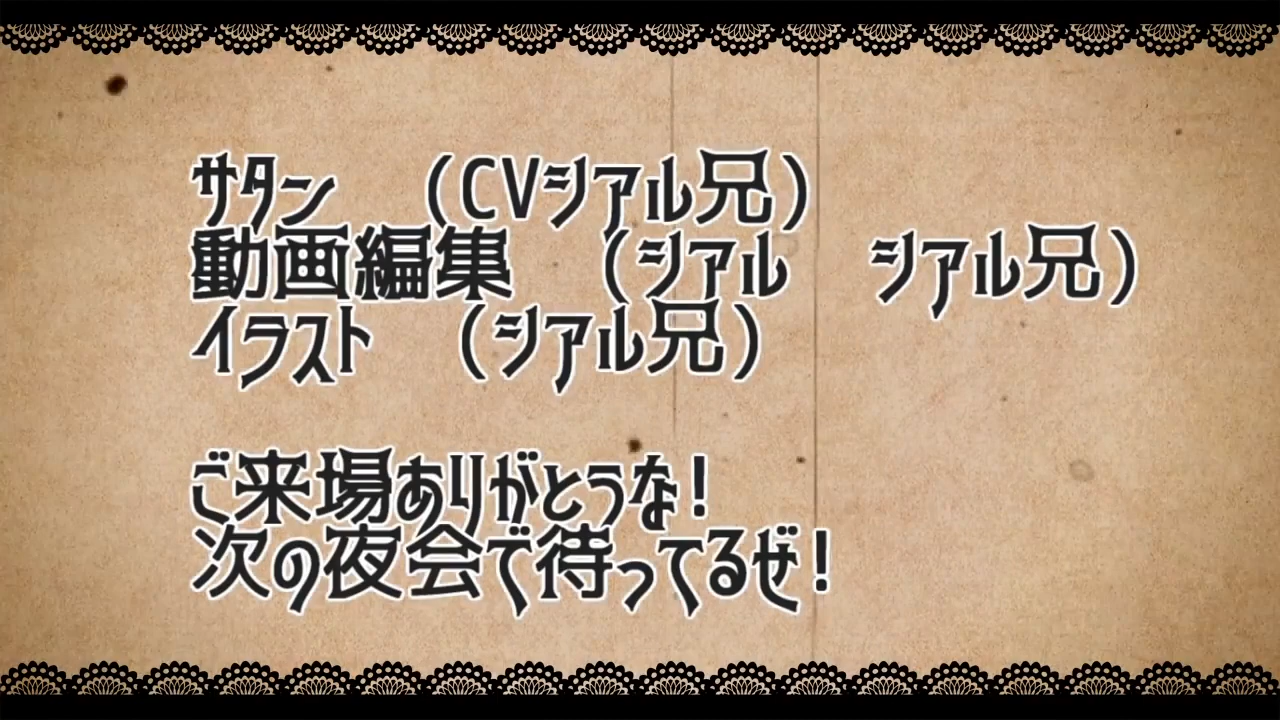 サタン　（CVシアル兄）
動画編集　（シアル　シアル兄）
イラスト　（シアル兄）
ご来場ありがとうな！
次の夜会で待ってるぜ！